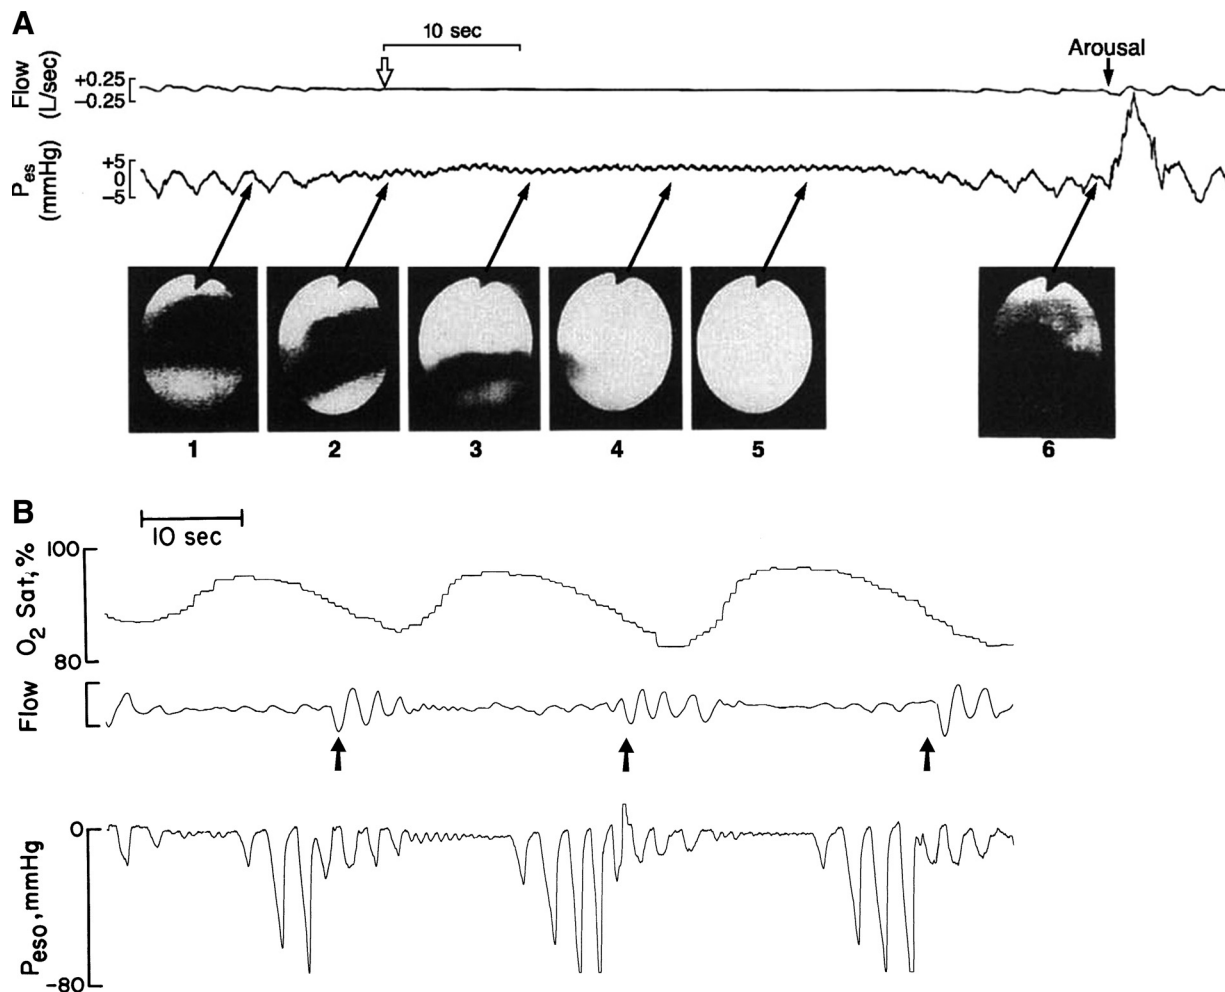 A
10 sec
Arousal
Flow
(L/sec)
+0.25
−0.25
Pes
(mmHg)
+5
0
−5
1
2
3
4
5
6
B
10 sec
O2 Sat, %
100
80
Flow
Peso, mmHg
0
-80